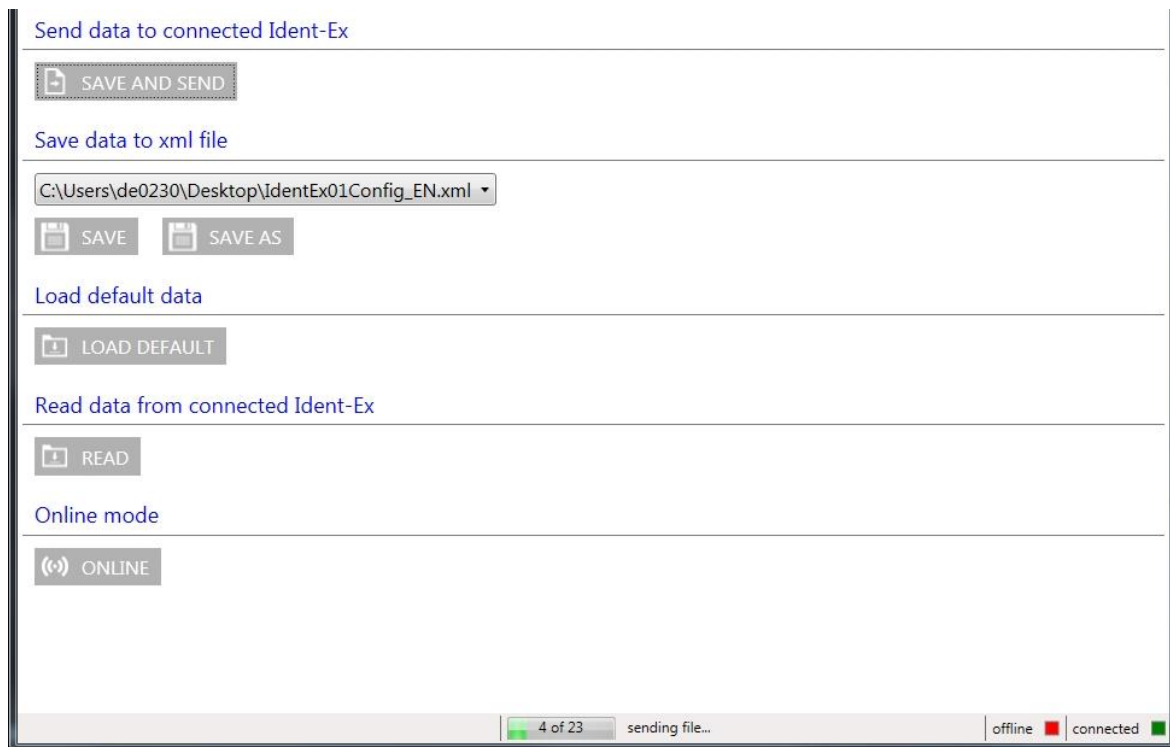 Send data to connected Ident-Ex
SAVE AND SEND
Save data to xml file
C:\Users\de0230\Desktop\IdentEx01Config_EN.xml
SAVE SAVE AS
Load default data
LOAD DEFAULT
Read data from connected Ident-Ex
READ
Online mode
ONLINE
4 of 23 sending file... offline connected